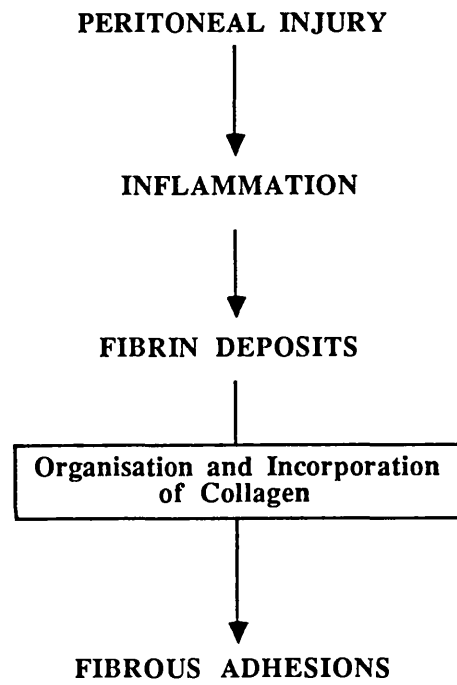 PERITONEAL INJURY
INFLAMMATION
FIBRIN DEPOSITS
Organisation and Incorporation
of Collagen
FIBROUS ADHESIONS